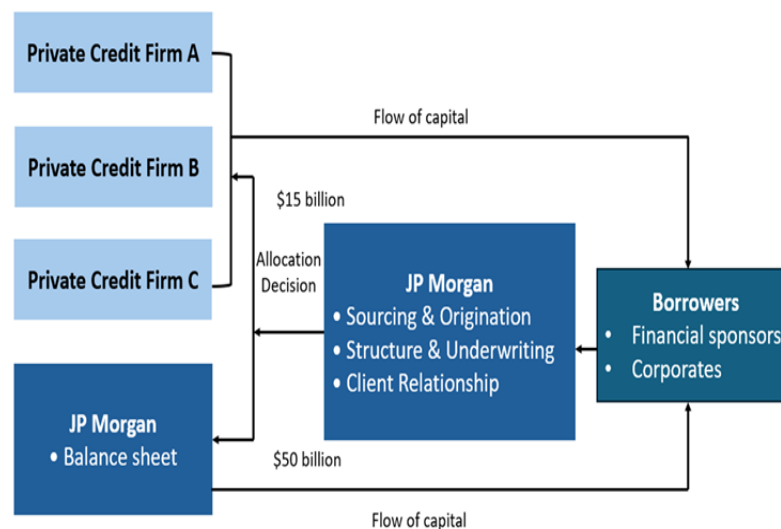 Private Credit Firm A
Flow of capital
Private Credit Firm B
$15 billion
Private Credit Firm C
Allocation
Decision
JP Morgan
• Sourcing & Origination
• Structure & Underwriting
• Client Relationship
Borrowers
• Financial sponsors
• Corporates
JP Morgan
• Balance sheet
$50 billion
Flow of capital